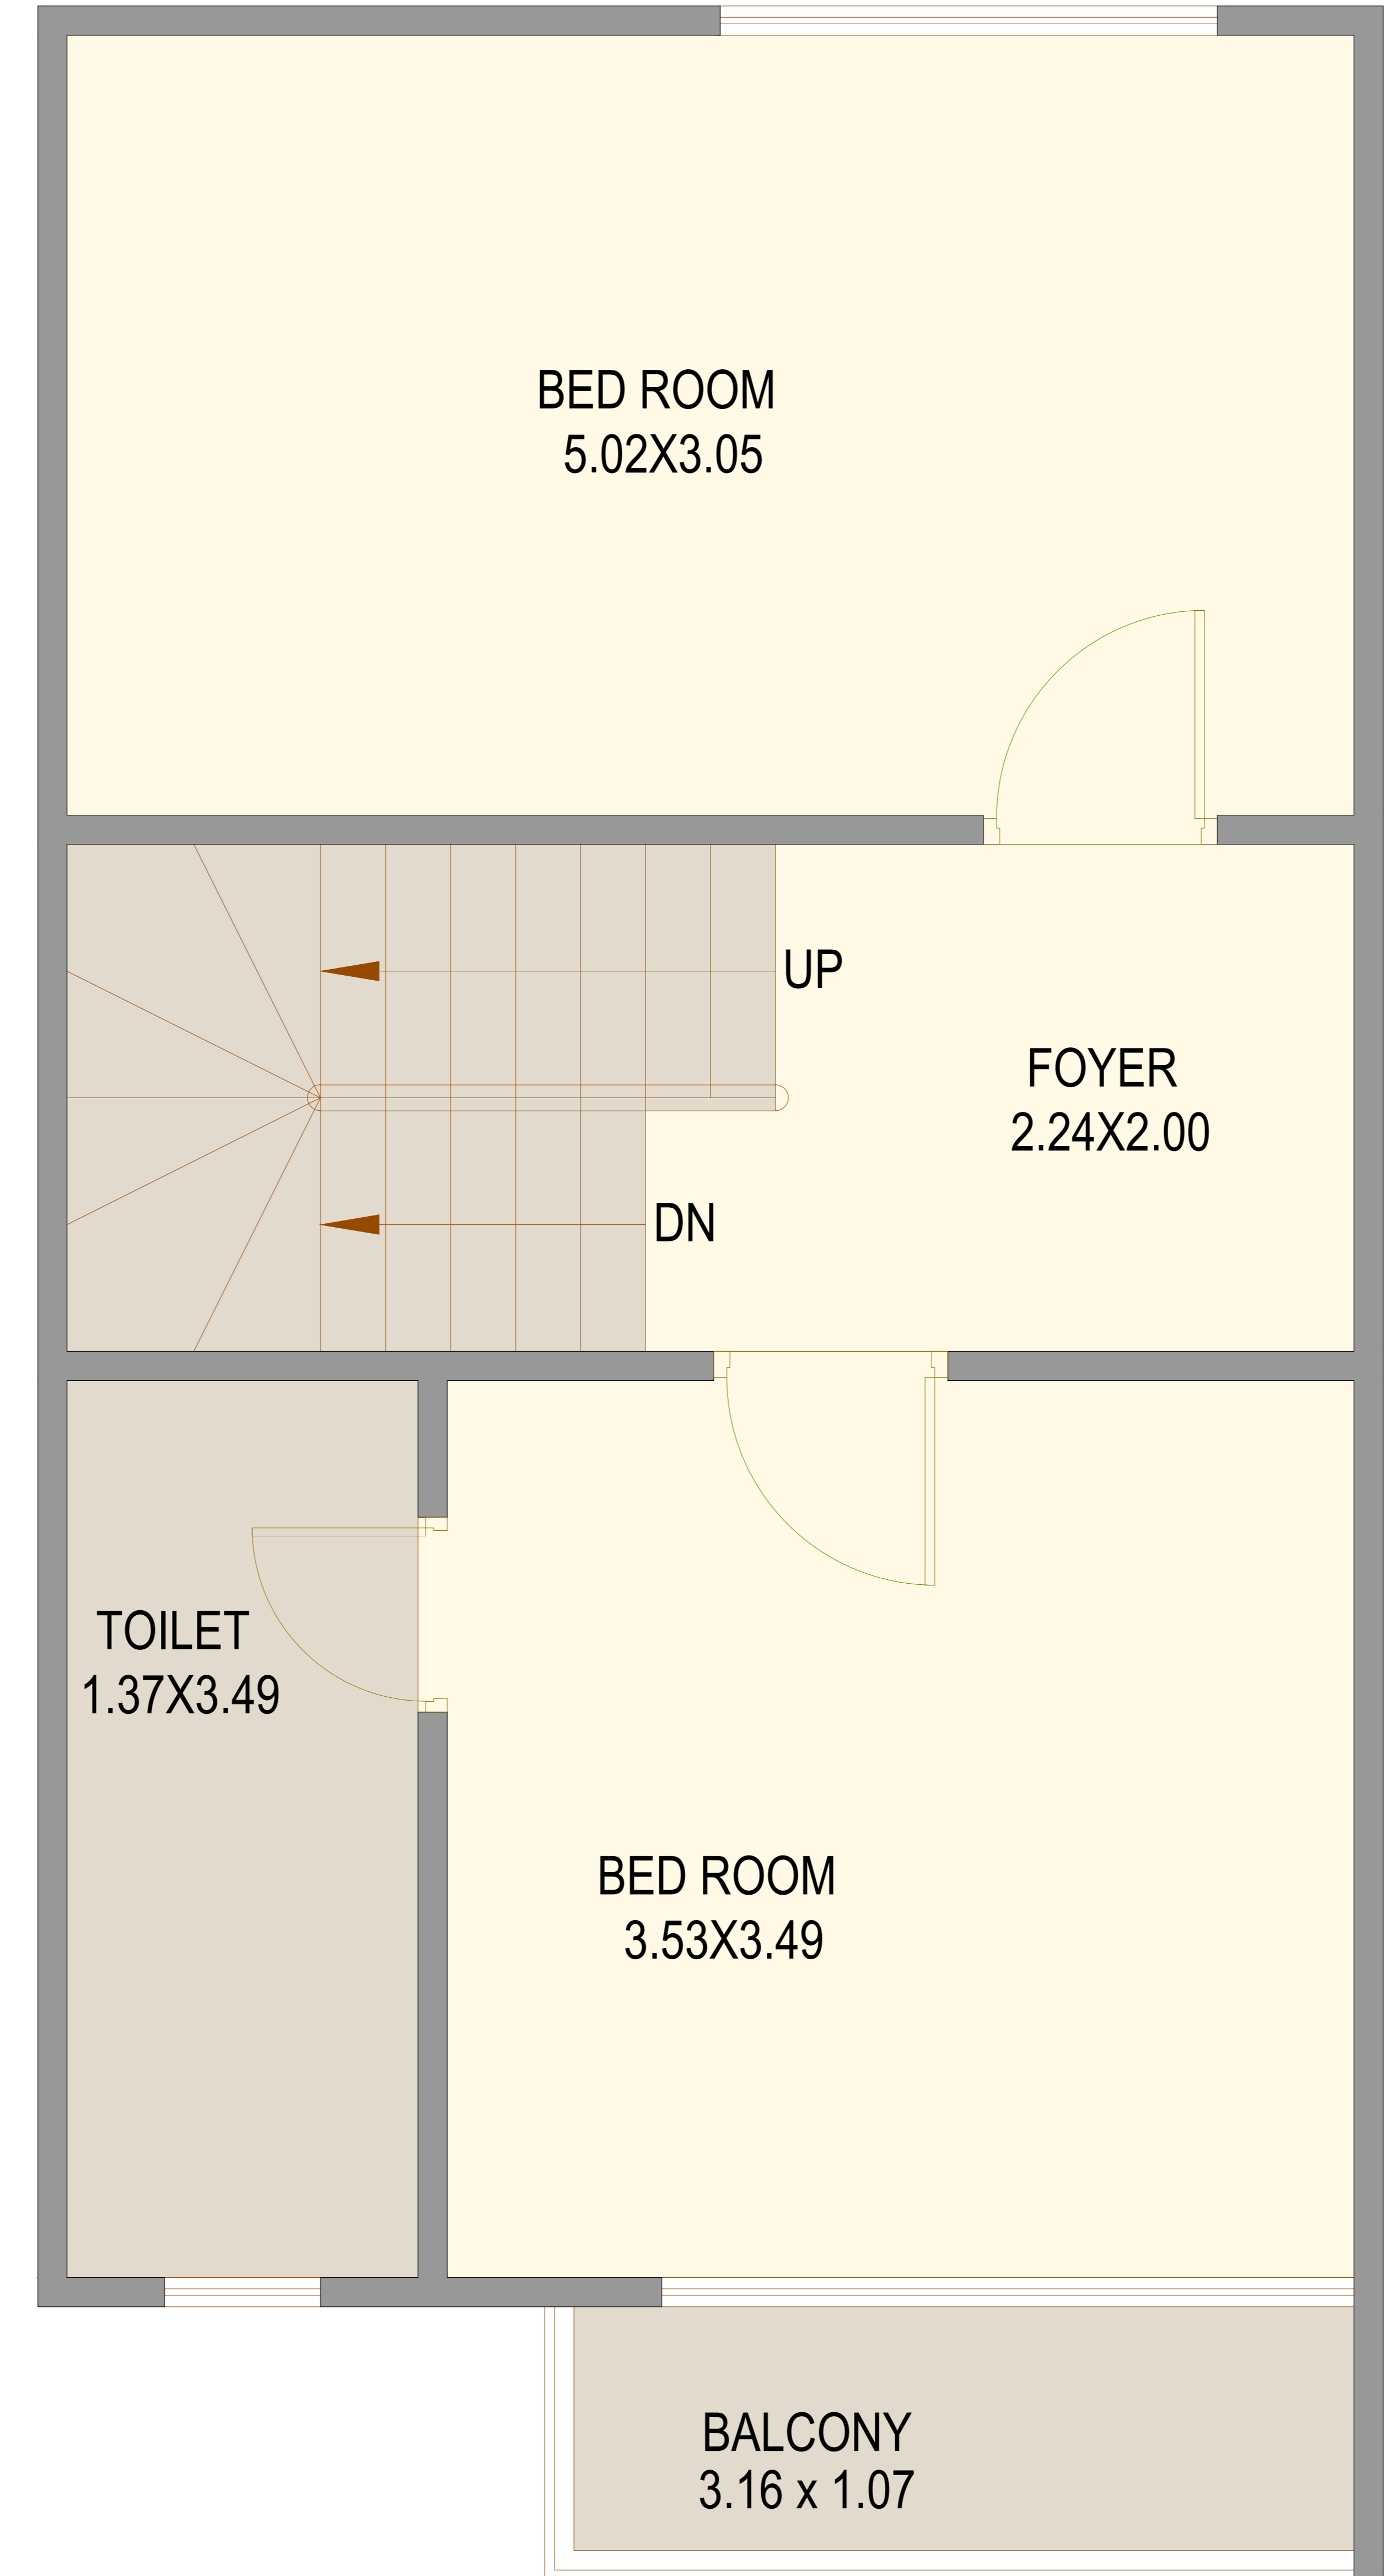 BED ROOM
5.02X3.05
UP
FOYER
2.24X2.00
DN
TOILET
1.37X3.49
BED ROOM
3.53X3.49
BALCONY
3.16 x 1.07